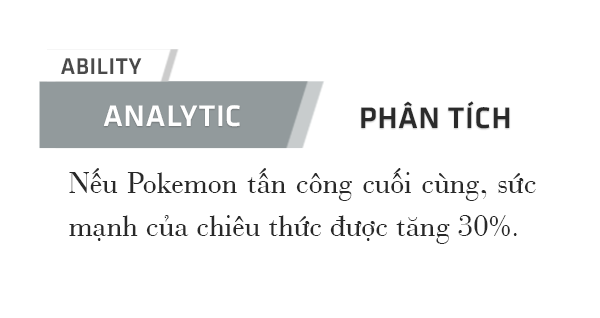 ABILITY
ANALYTIC
PHÂN TÍCH
Nếu Pokemon tấn công cuối cùng, sức
mạnh của chiêu thức được tăng 30%.